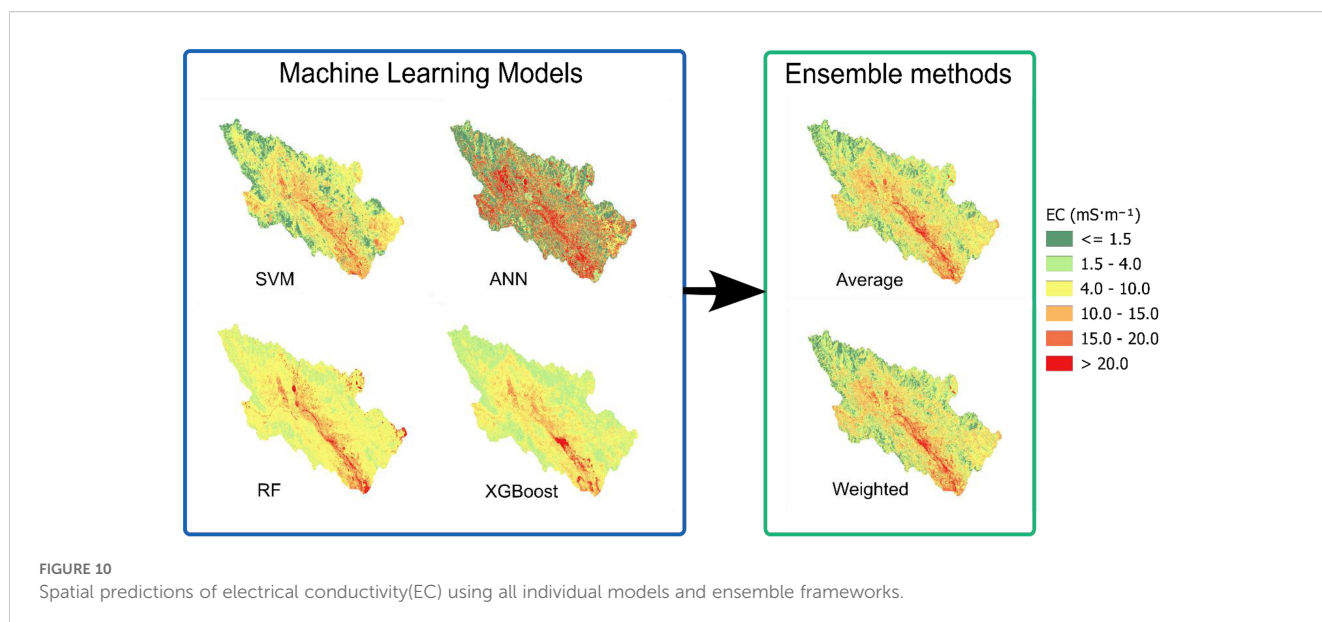 Machine Learning Models
SVM
ANN
RF
XGBoost
Ensemble methods
Average
Weighted
EC (mS·m⁻¹)
<= 1.5
1.5 - 4.0
4.0 - 10.0
10.0 - 15.0
15.0 - 20.0
> 20.0
FIGURE 10
Spatial predictions of electrical conductivity(EC) using all individual models and ensemble frameworks.